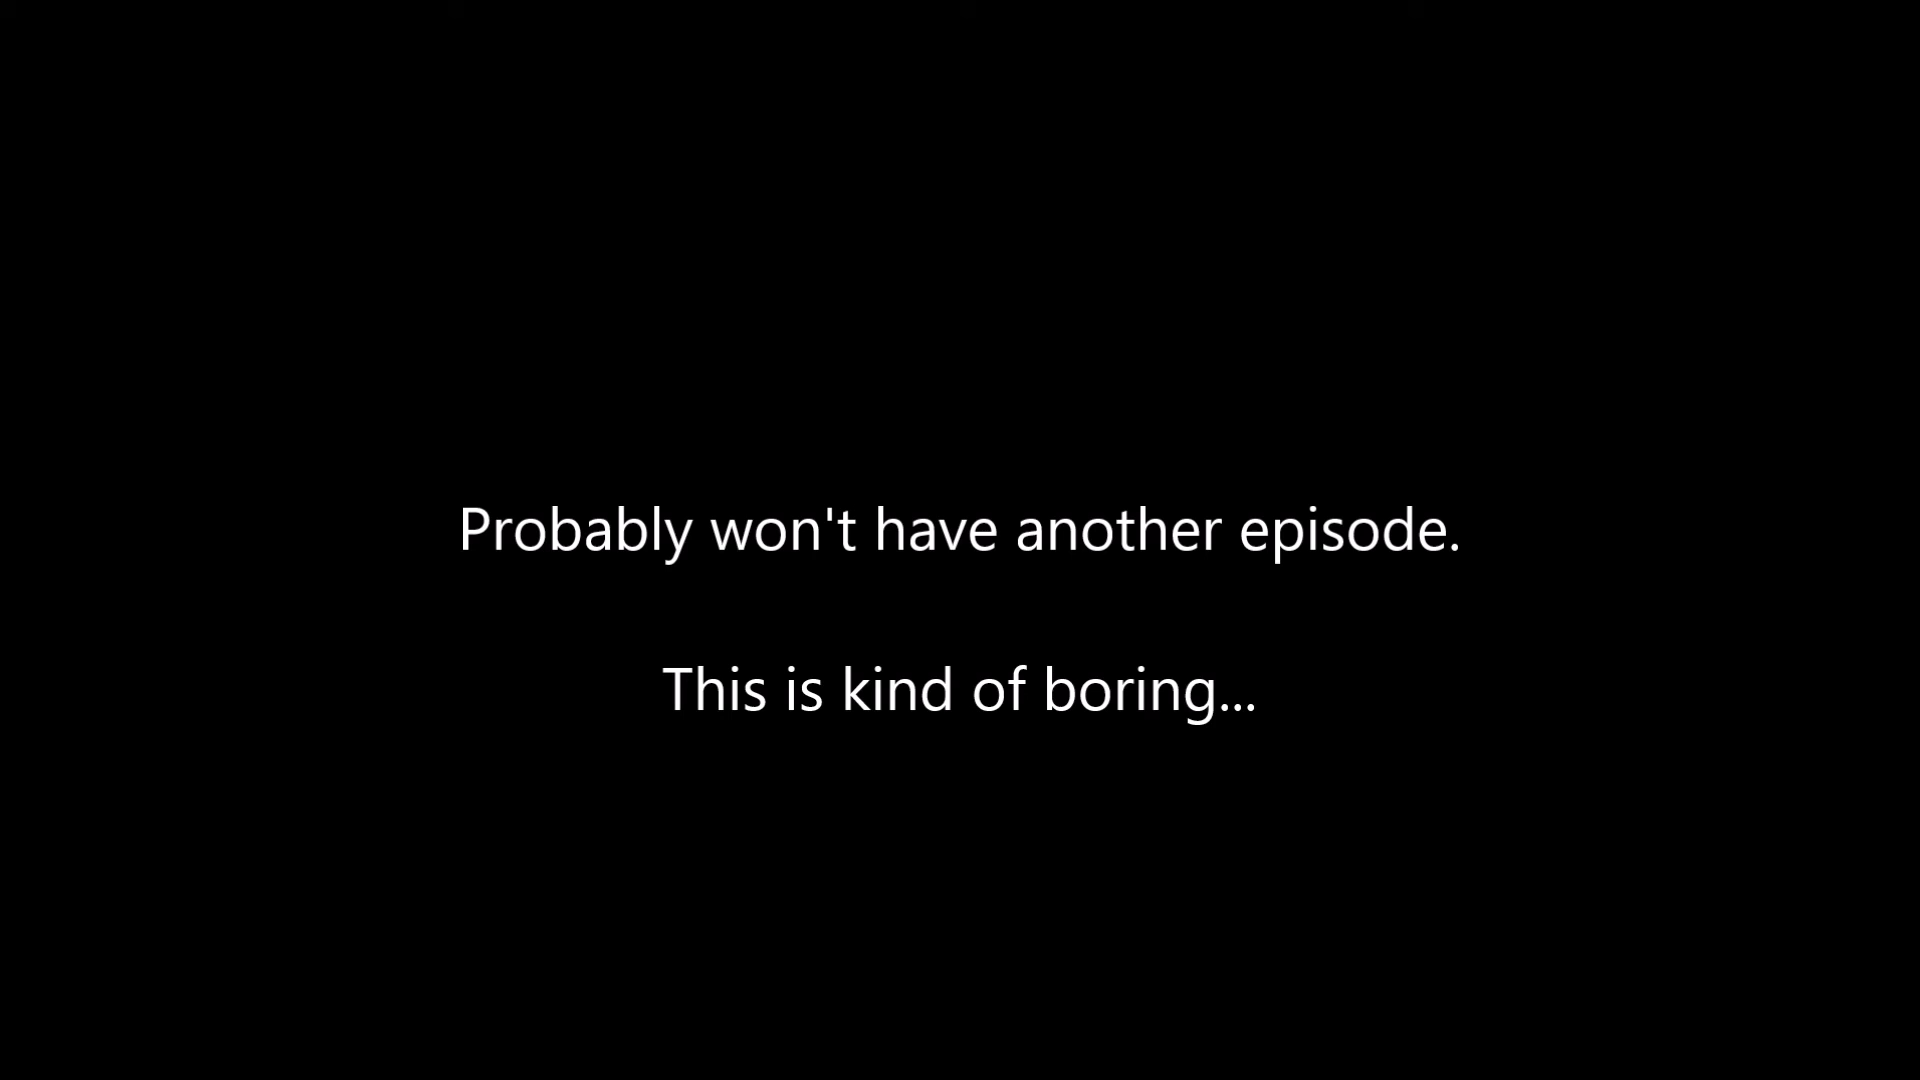 Probably won't have another episode.
This is kind of boring...